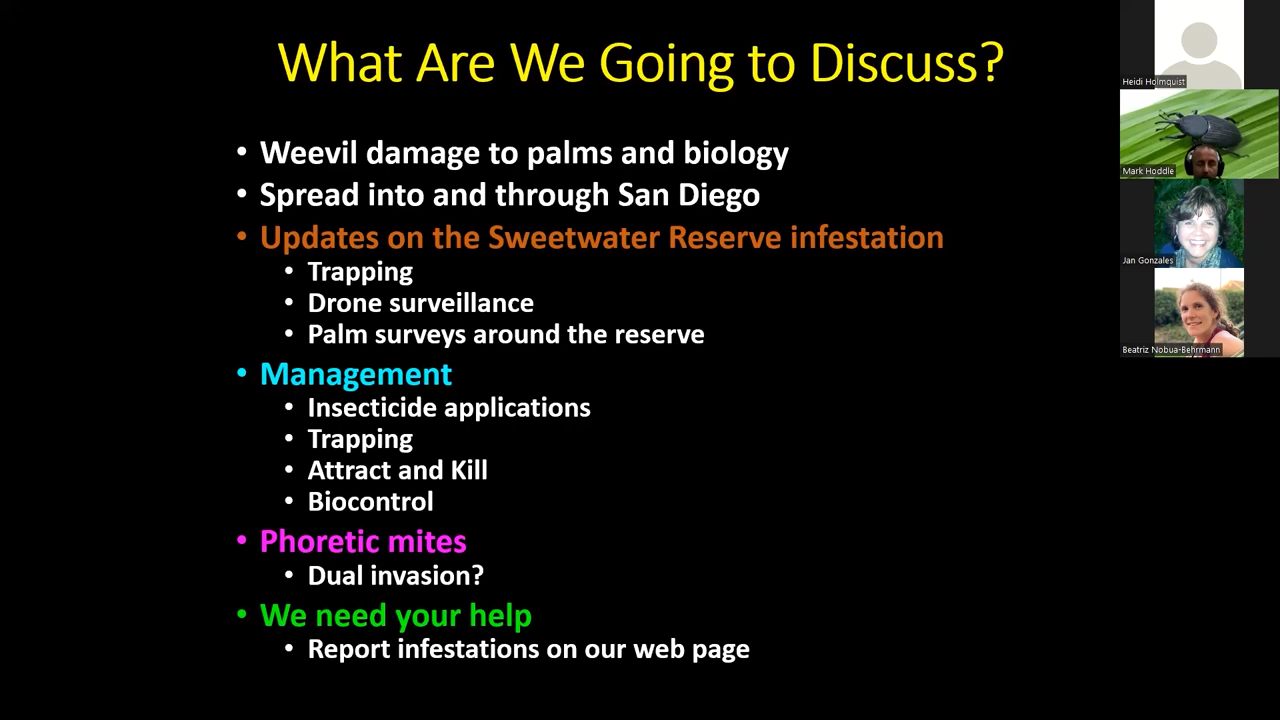 What Are We Going to Discuss?
• Weevil damage to palms and biology
• Spread into and through San Diego
• Updates on the Sweetwater Reserve infestation
• Trapping
• Drone surveillance
• Palm surveys around the reserve
• Management
• Insecticide applications
• Trapping
• Attract and Kill
• Biocontrol
• Phoretic mites
• Dual invasion?
• We need your help
• Report infestations on our web page
Heidi Holmquist
Mark Hoddle
Jan Gonzales
Beatriz Nobua-Behrmann